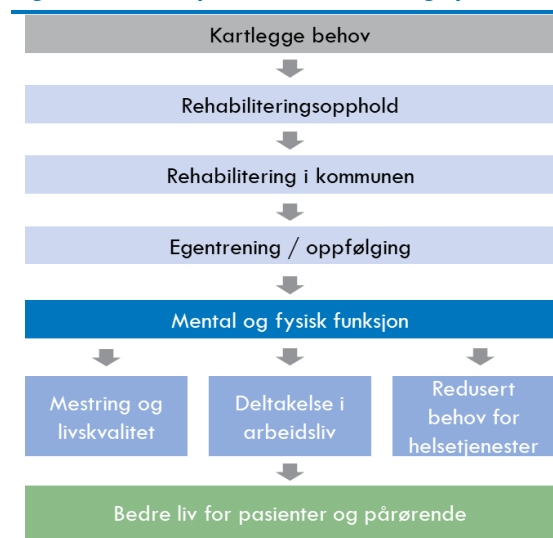 Kartlegge behov
Rehabiliteringsopphold
Rehabilitering i kommunen
Egentrening / oppfølging
Mental og fysisk funksjon
Mestring og
livskvalitet
Deltakelse i
arbeidsliv
Redusert
behov for
helsetjenester
Bedre liv for pasienter og pårørende